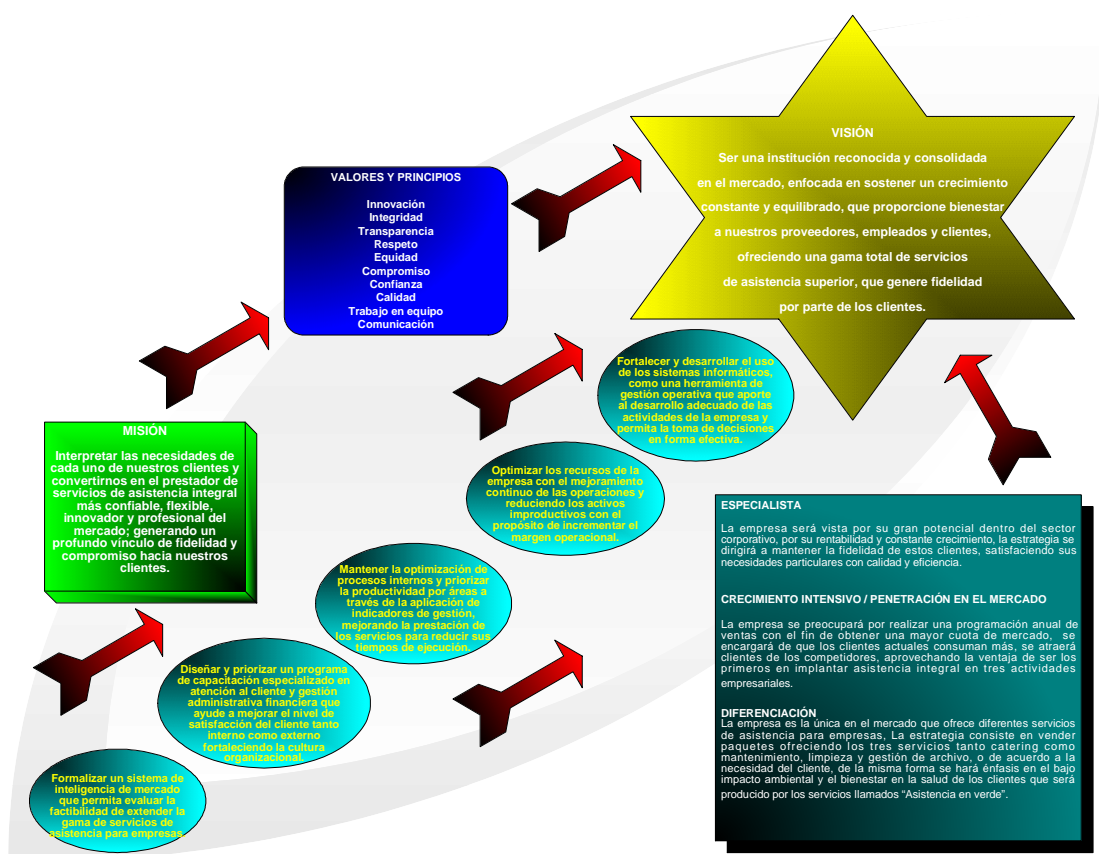 VISIÓN
Ser una institución reconocida y consolidada
en el mercado, enfocada en sostener un crecimiento
constante y equilibrado, que proporcione bienestar
a nuestros proveedores, empleados y clientes,
ofreciendo una gama total de servicios
de asistencia superior, que genere fidelidad
por parte de los clientes.
VALORES Y PRINCIPIOS
Innovación
Integridad
Transparencia
Respeto
Equidad
Compromiso
Confianza
Calidad
Trabajo en equipo
Comunicación
MISIÓN
Interpretar las necesidades de
cada uno de nuestros clientes y
convertirnos en el prestador de
servicios de asistencia integral
más confiable, flexible,
innovador y profesional del
mercado; generando un
profundo vínculo de fidelidad y
compromiso hacia nuestros
clientes.
Fortalecer y desarrollar el uso
de los sistemas informáticos,
como una herramienta de
gestión operativa que aporte
al desarrollo adecuado de las
actividades de la empresa y
permita la toma de decisiones
en forma efectiva.
Optimizar los recursos de la
empresa con el mejoramiento
continuo de las operaciones y
reduciendo los activos
improductivos con el
propósito de incrementar el
margen operacional.
Mantener la optimización de
procesos internos y priorizar
la productividad por áreas a
través de la aplicación de
indicadores de gestión,
mejorando la prestación de
los servicios para reducir sus
tiempos de ejecución.
Diseñar y priorizar un programa
de capacitación especializado en
atención al cliente y gestión
administrativa financiera que
ayude a mejorar el nivel de
satisfacción del cliente tanto
interno como externo
fortaleciendo la cultura
organizacional.
Formalizar un sistema de
inteligencia de mercado
que permita evaluar la
factibilidad de extender la
gama de servicios de
asistencia para empresas.
ESPECIALISTA
La empresa será vista por su gran potencial dentro del sector
corporativo, por su rentabilidad y constante crecimiento, la estrategia se
dirigirá a mantener la fidelidad de estos clientes, satisfaciendo sus
necesidades particulares con calidad y eficiencia.
CRECIMIENTO INTENSIVO / PENETRACIÓN EN EL MERCADO
La empresa se preocupará por realizar una programación anual de
ventas con el fin de obtener una mayor cuota de mercado, se
encargará de que los clientes actuales consuman más, se atraerá
clientes de los competidores, aprovechando la ventaja de ser los
primeros en implantar asistencia integral en tres actividades
empresariales.
DIFERENCIACIÓN
La empresa es la única en el mercado que ofrece diferentes servicios
de asistencia para empresas, La estrategia consiste en vender
paquetes ofreciendo los tres servicios tanto catering como
mantenimiento, limpieza y gestión de archivo, o de acuerdo a la
necesidad del cliente, de la misma forma se hará énfasis en el bajo
impacto ambiental y el bienestar en la salud de los clientes que será
producido por los servicios llamados “Asistencia en verde”.